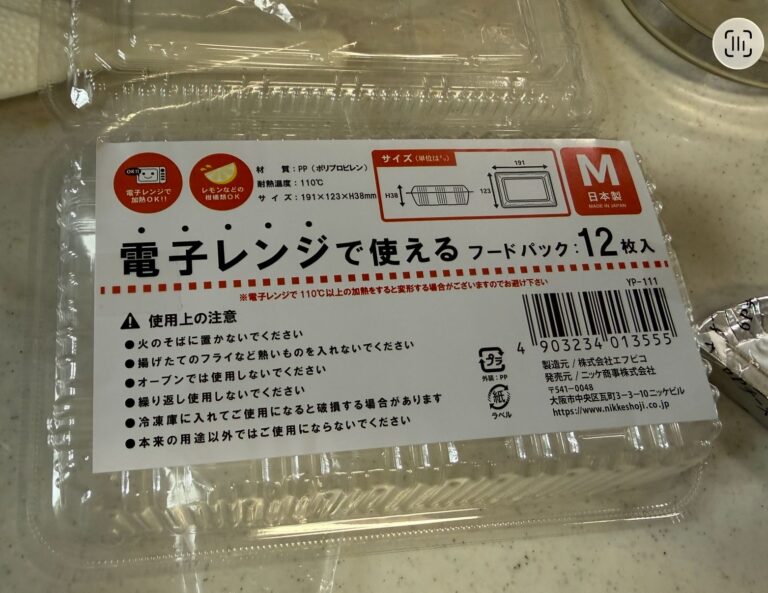 OK!!
電子レンジで
加熱OK!!
レモンなどの
柑橘類OK
材　質：PP（ポリプロピレン）
耐熱温度：110℃
サイズ：191×123×H38mm
サイズ（単位は㎜）
191
H38
123
M
日本製
MADE IN JAPAN
電子レンジで使える フードパック：12枚入
※電子レンジで110℃以上の加熱をすると変形する場合がございますのでお避け下さい
YP-111
使用上の注意
●火のそばに置かないでください
●揚げたてのフライなど熱いものを入れないでください
●オーブンでは使用しないでください
●繰り返し使用しないでください
●冷凍庫に入れてご使用になると破損する場合があります
●本来の用途以外ではご使用にならないでください
プラ
外装：PP
紙
ラベル
4 903234 013555
製造元/株式会社エフピコ
発売元/ニッケ商事株式会社
〒541-0048
大阪市中央区瓦町3-3-10ニッケビル
https://www.nikkeshoji.co.jp